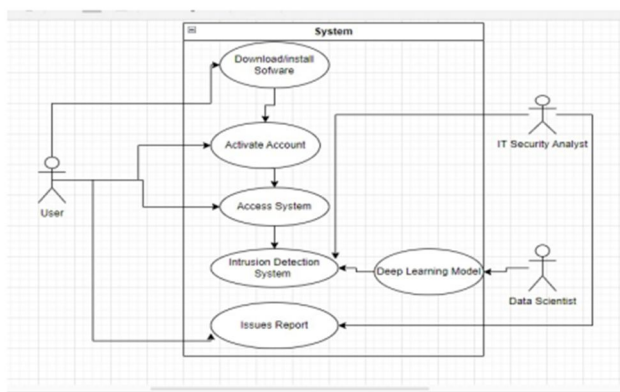 System
Download/install
Sofware
Activate Account
IT Security Analyst
Access System
User
Intrusion Detection
System
Deep Learning Model
Data Scientist
Issues Report